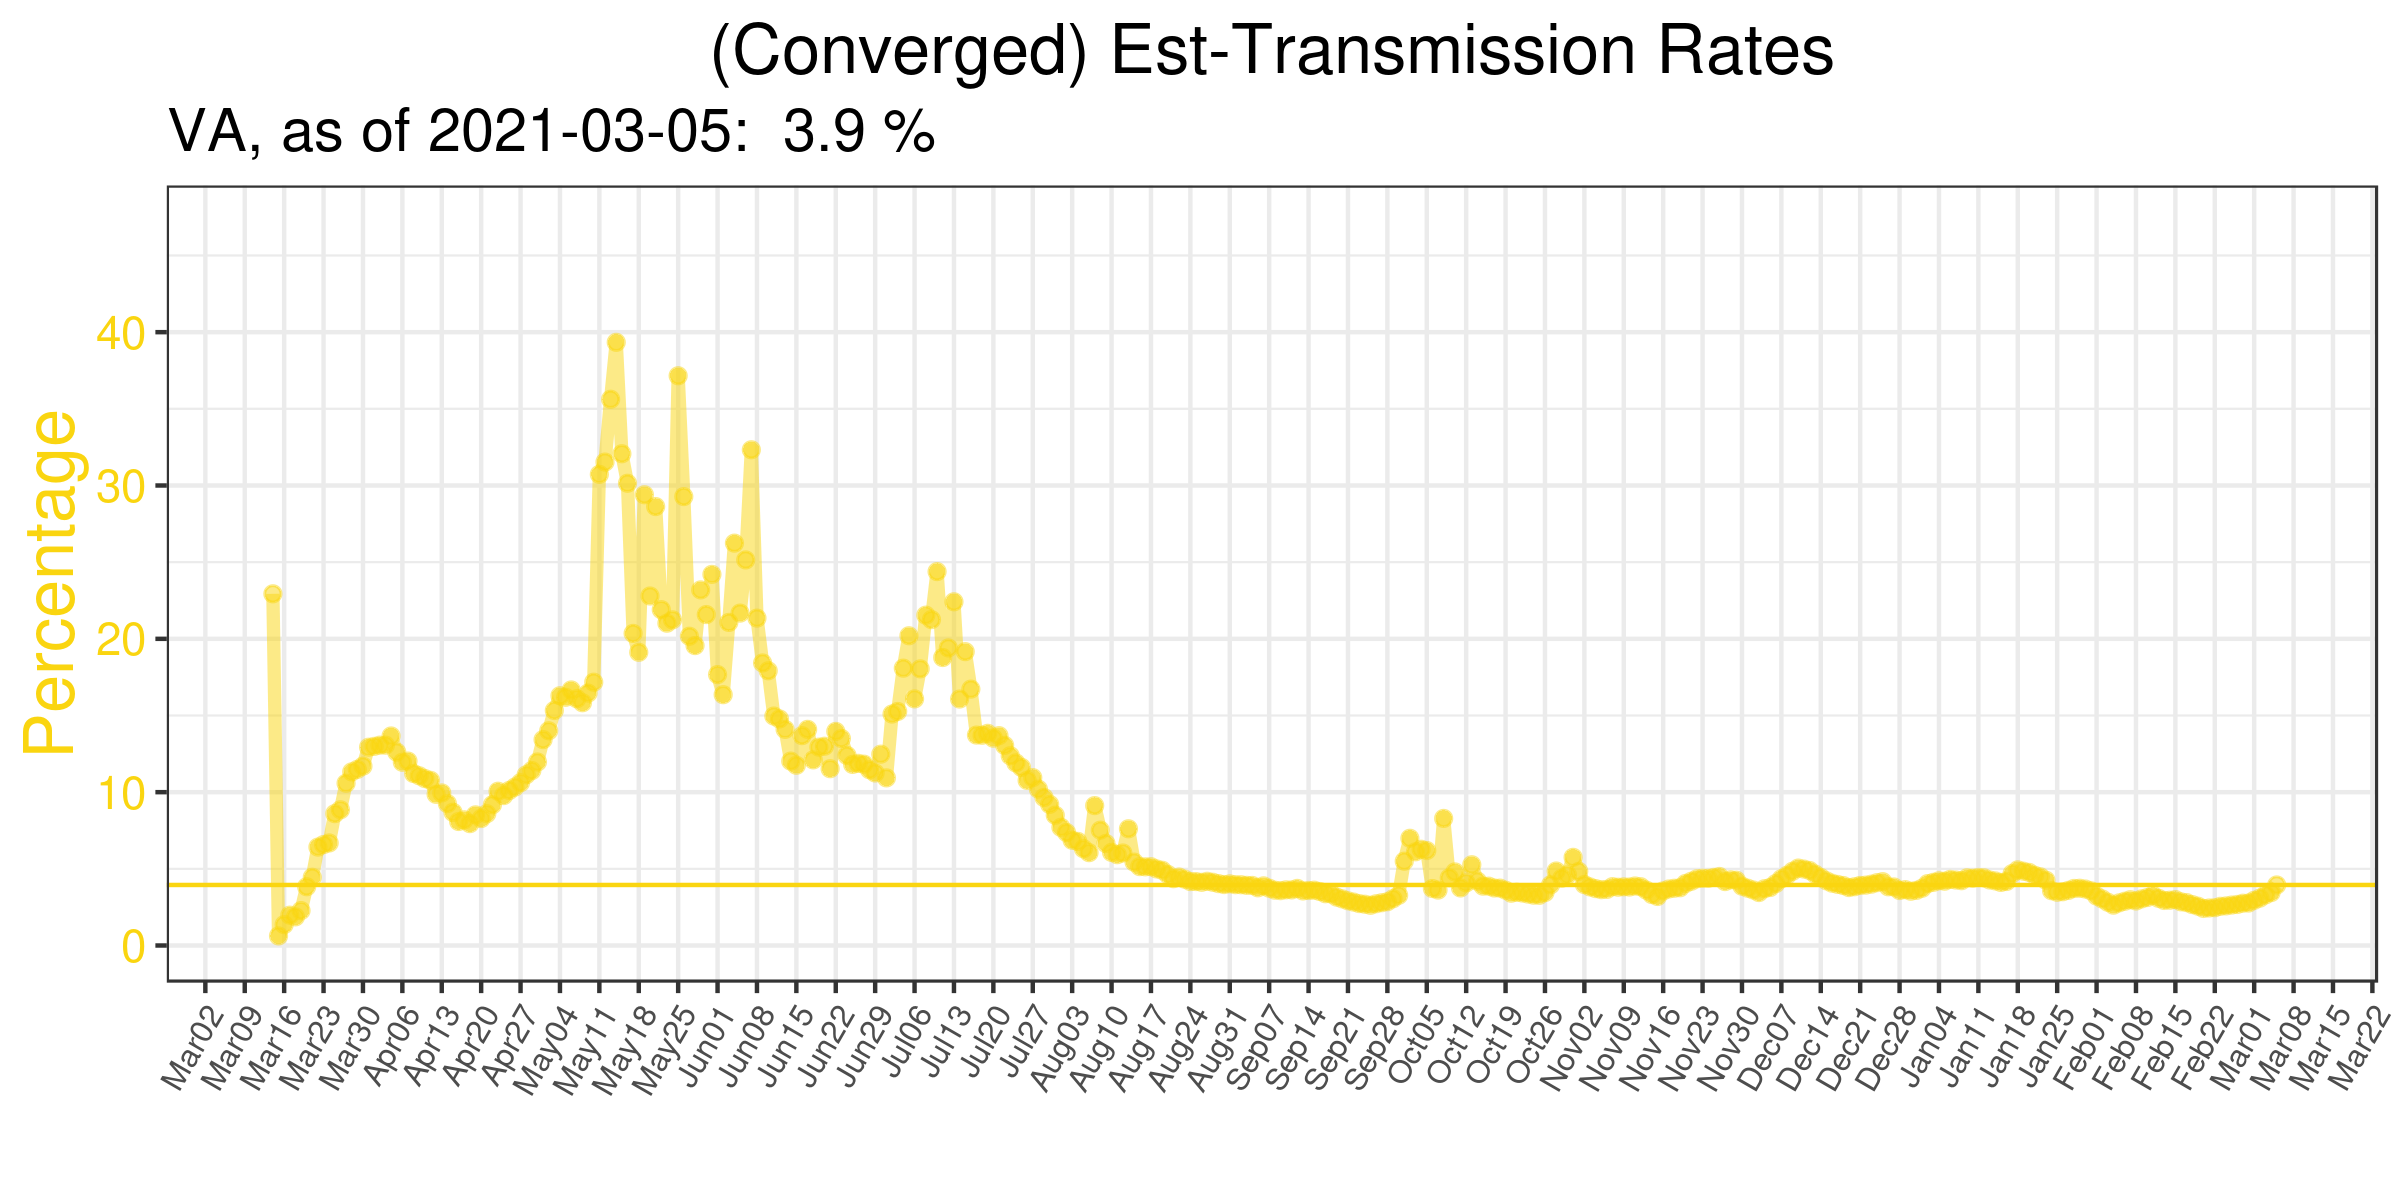 (Converged) Est-Transmission Rates
VA, as of 2021-03-05:  3.9 %
Percentage
40
30
20
10
0
Mar02
Mar09
Mar16
Mar23
Mar30
Apr06
Apr13
Apr20
Apr27
May04
May11
May18
May25
Jun01
Jun08
Jun15
Jun22
Jun29
Jul06
Jul13
Jul20
Jul27
Aug03
Aug10
Aug17
Aug24
Aug31
Sep07
Sep14
Sep21
Sep28
Oct05
Oct12
Oct19
Oct26
Nov02
Nov09
Nov16
Nov23
Nov30
Dec07
Dec14
Dec21
Dec28
Jan04
Jan11
Jan18
Jan25
Feb01
Feb08
Feb15
Feb22
Mar01
Mar08
Mar15
Mar22